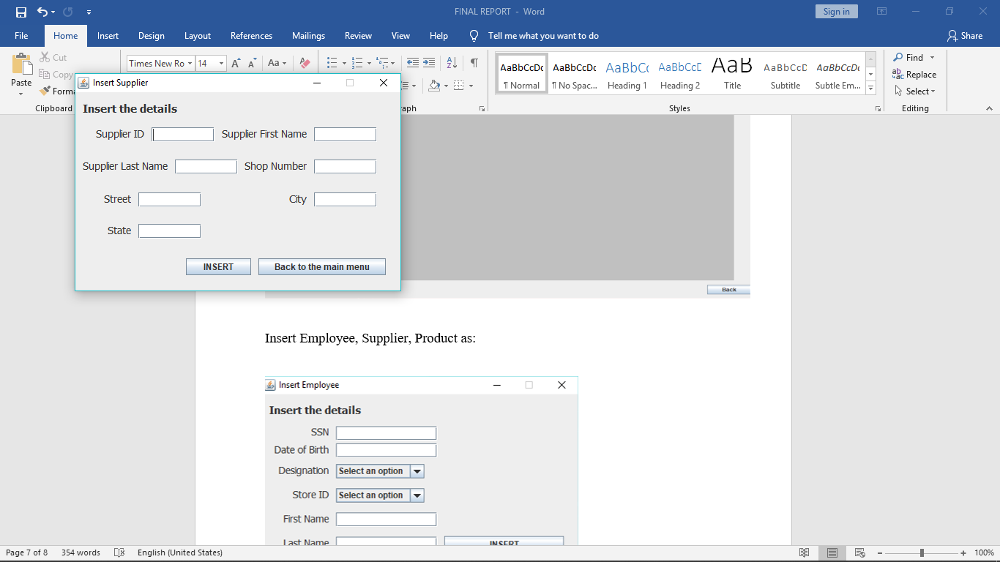 FINAL REPORT - Word
Sign in
File Home Insert Design Layout References Mailings Review View Help Tell me what you want to do Share
Paste
Cut
Copy
Forma
Clipboard
Times New Ro 14
Aa
raph
AaBbCcDc AaBbCcDc AaBbCc AaBbCcD AaB AaBbCcD AaBbCcDc
¶ Normal ¶ No Spac... Heading 1 Heading 2 Title Subtitle Subtle Em...
Styles
Find
Replace
Select
Editing
Insert Supplier
Insert the details
Supplier ID Supplier First Name
Supplier Last Name Shop Number
Street City
State
INSERT Back to the main menu
Back
Insert Employee, Supplier, Product as:
Insert Employee
Insert the details
SSN
Date of Birth
Designation Select an option
Store ID Select an option
First Name
Last Name INSERT
Page 7 of 8 354 words English (United States) 100%